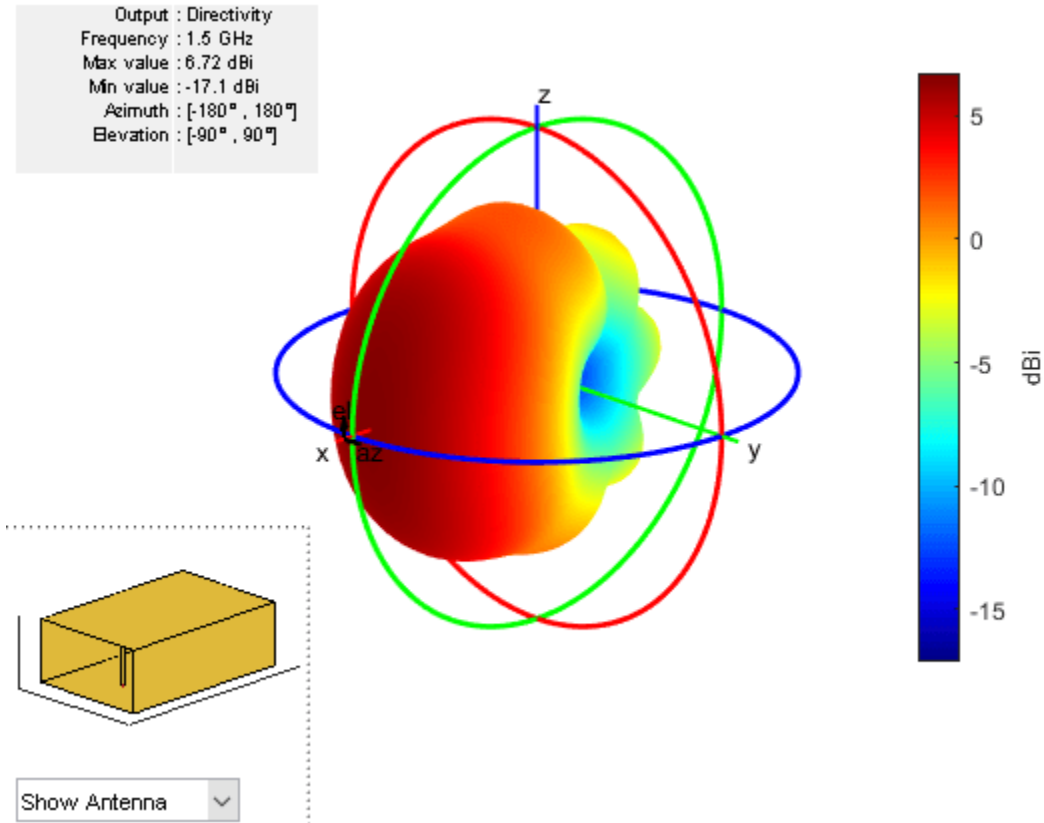 Output : Directivity
Frequency : 1.5 GHz
Max value : 6.72 dBi
Min value : -17.1 dBi
Azimuth : [-180° , 180°]
Elevation : [-90° , 90°]
z
x
az
y
5
0
-5
-10
-15
dBi
Show Antenna